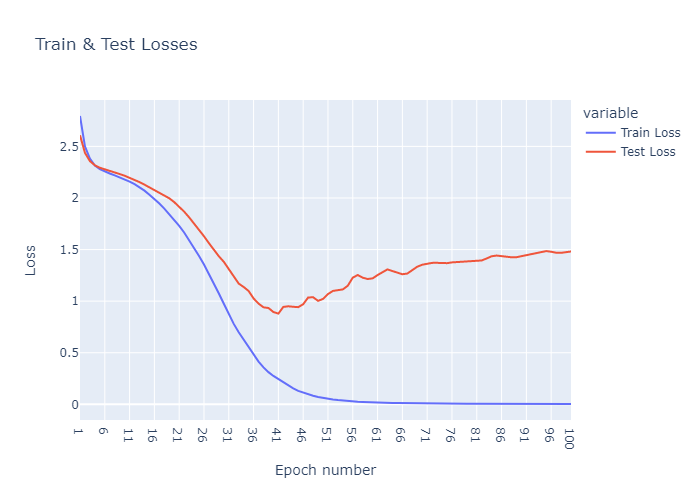 Train & Test Losses
variable
Train Loss
Test Loss
Loss
2.5
2
1.5
1
0.5
0
1 6 11 16 21 26 31 36 41 46 51 56 61 66 71 76 81 86 91 96 100
Epoch number